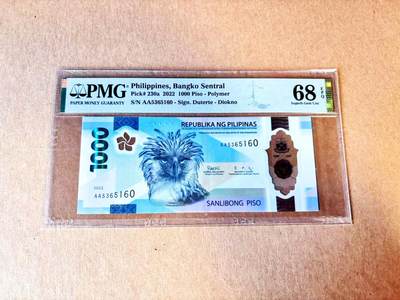 PMG
PAPER MONEY GUARANTY
Philippines, Bangko Sentral
Pick# 230a 2022 1000 Piso - Polymer
S/N AA5365160 - Sign. Duterte - Diokno
68 EPQ
Superb Gem Unc
REPUBLIKA NG PILIPINAS
AA5365160
1000
2022
AA5365160
SANLIBONG PISO